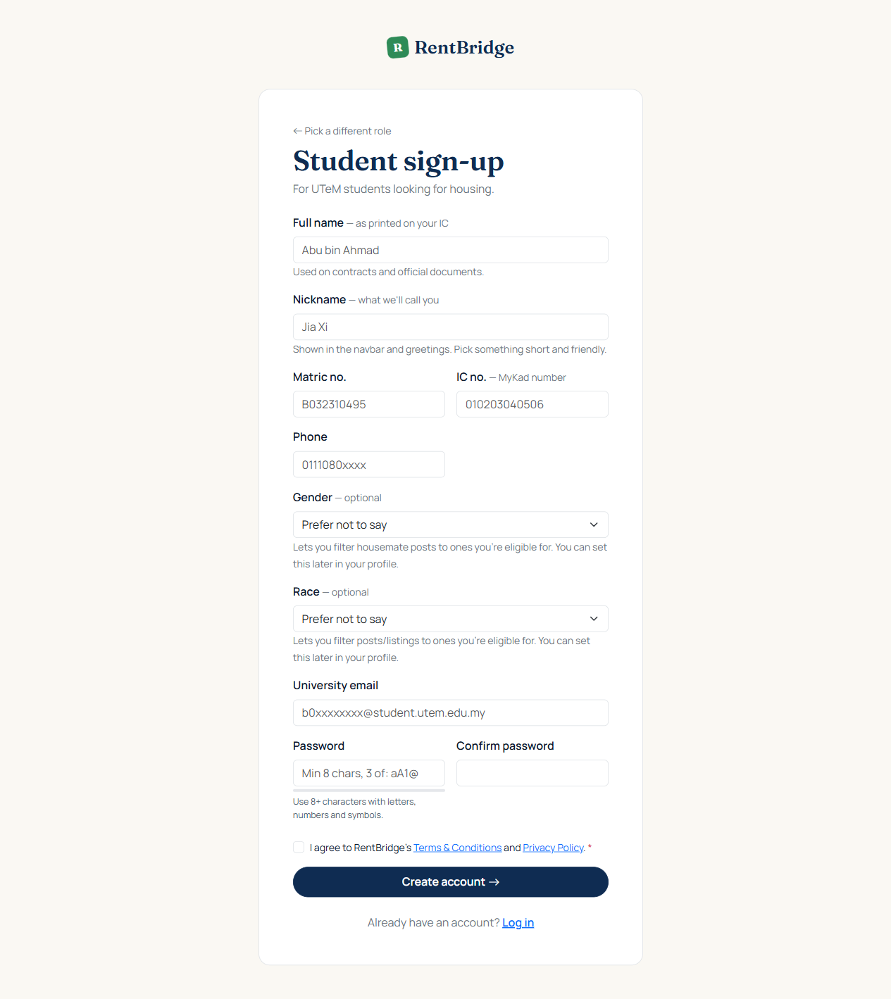 R RentBridge
← Pick a different role
Student sign-up
For UTeM students looking for housing.
Full name — as printed on your IC
Abu bin Ahmad
Used on contracts and official documents.
Nickname — what we'll call you
Jia Xi
Shown in the navbar and greetings. Pick something short and friendly.
Matric no. IC no. — MyKad number
B032310495 010203040506
Phone
0111080xxxx
Gender — optional
Prefer not to say
Lets you filter housemate posts to ones you're eligible for. You can set
this later in your profile.
Race — optional
Prefer not to say
Lets you filter posts/listings to ones you're eligible for. You can set
this later in your profile.
University email
b0xxxxxxxx@student.utem.edu.my
Password Confirm password
Min 8 chars, 3 of: aA1@
Use 8+ characters with letters,
numbers and symbols.
I agree to RentBridge's Terms & Conditions and Privacy Policy. *
Create account →
Already have an account? Log in